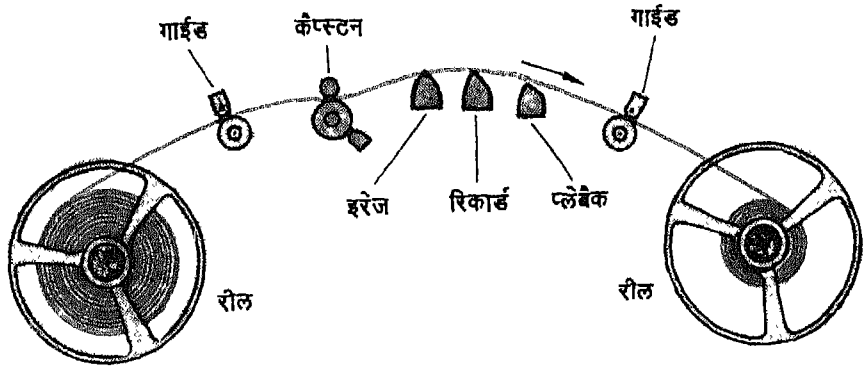 गाईड
कॅप्स्टन
गाईड
इरेज
रिकार्ड
प्लेबैक
रील
रील